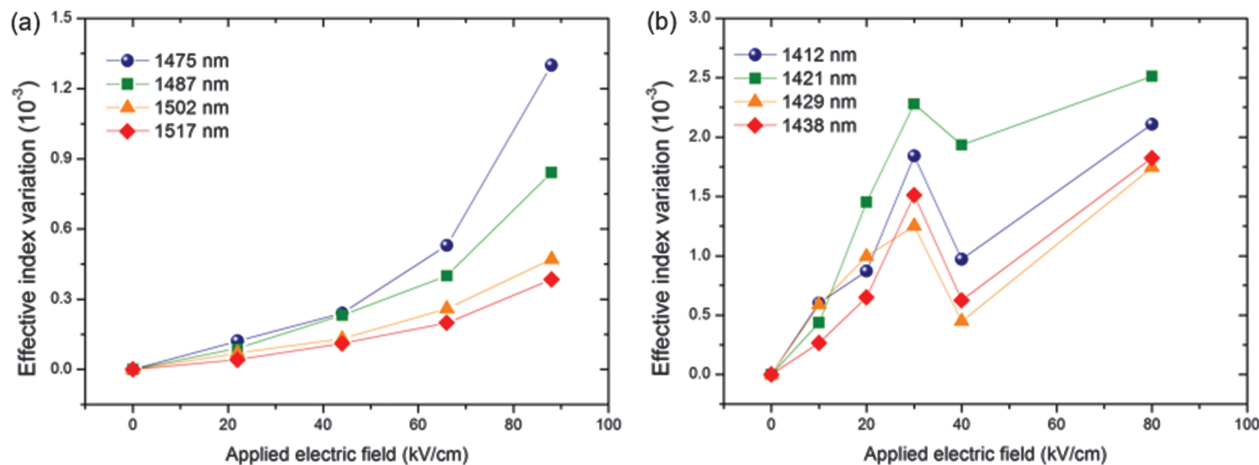 (a)
1.5
1.2
0.9
0.6
0.3
0.0
Effective index variation (10⁻³)
1475 nm
1487 nm
1502 nm
1517 nm
0 20 40 60 80 100
Applied electric field (kV/cm)
(b)
3.0
2.5
2.0
1.5
1.0
0.5
0.0
Effective index variation (10⁻³)
1412 nm
1421 nm
1429 nm
1438 nm
0 20 40 60 80 100
Applied electric field (kV/cm)